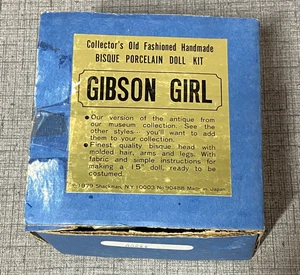 Collector's Old Fashioned Handmade
BISQUE PORCELAIN DOLL KIT
GIBSON GIRL
● Our version of the antique from
our museum collection. See the
other styles - you'll want to add
them to your collection.
● Finest quality bisque head with
molded hair, arms and legs. With
fabric and simple instructions for
making a 15" doll, ready to be
costumed.
© 1979 Shackman, N.Y. 10003 No. 9048B Made in Japan